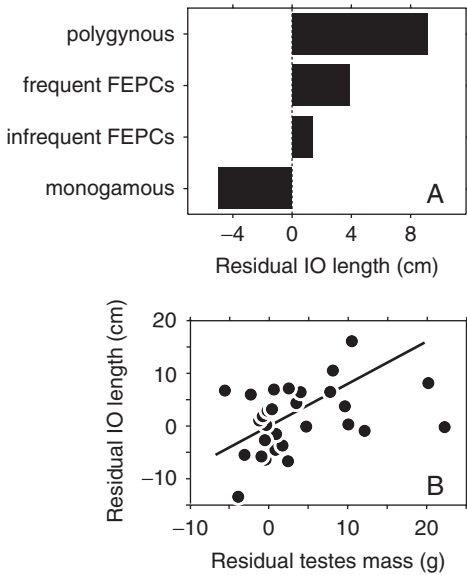 polygynous
frequent FEPCs
infrequent FEPCs
monogamous
A
−4 0 4 8
Residual IO length (cm)
Residual IO length (cm)
20
10
0
−10
B
−10 0 10 20
Residual testes mass (g)